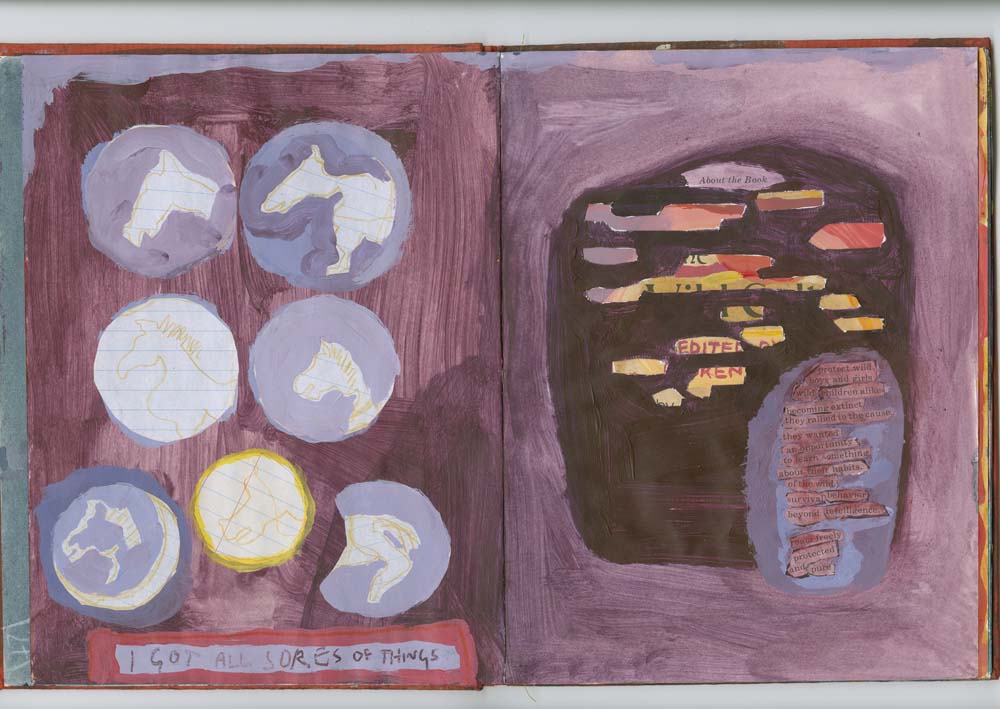 I GOT ALL SORES OF THINGS
About the Book
EDITE
REN
protect wild
boys and girls
wild children alike
becoming extinct
they rallied to the cause.
they wanted
an opportunity
to learn something
about their habits.
of the wild
survival behavior
beyond intelligence.
freely
protected
and pure